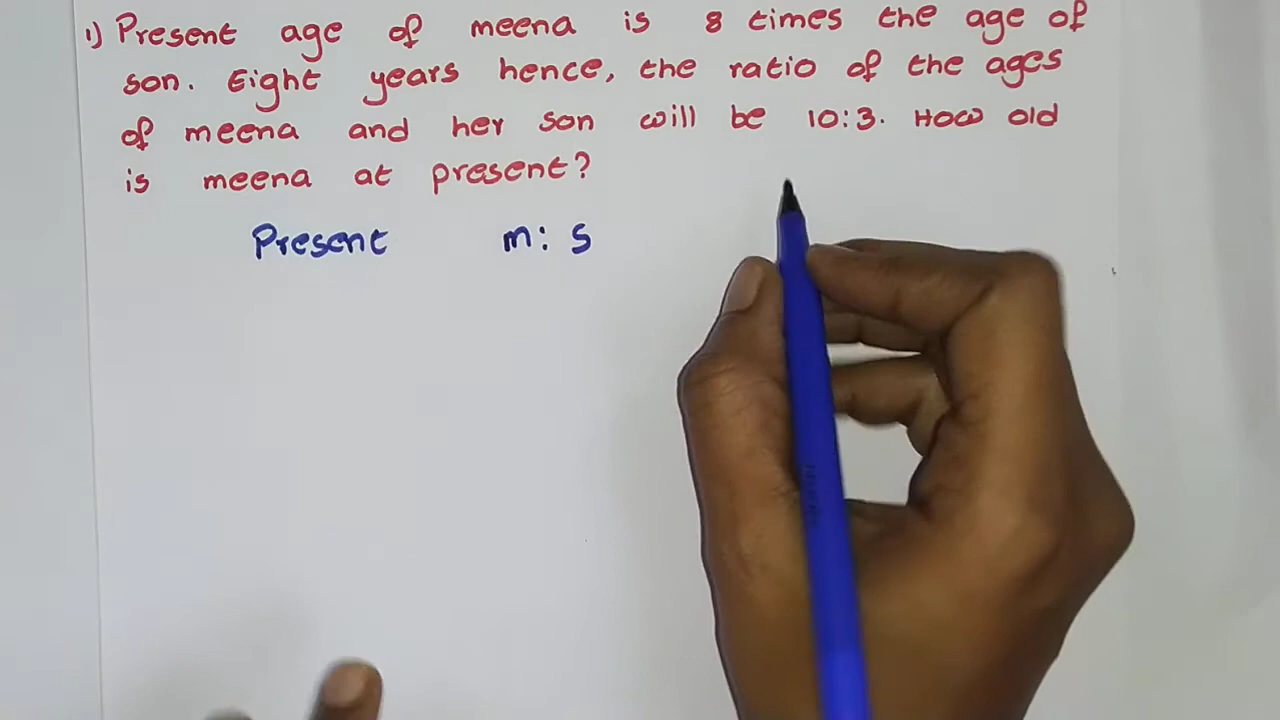 1) Present age of meena is 8 times the age of
son. Eight years hence, the ratio of the ages
of meena and her son will be 10:3. How old
is meena at present?
Present m: S